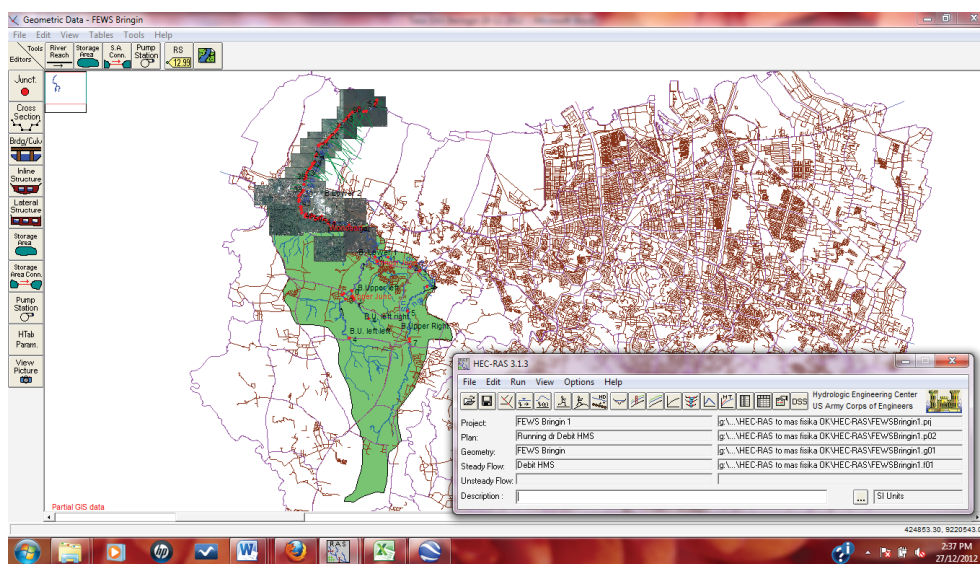 Geometric Data - FEWS Bringin
File Edit View Tables Tools Help
Tools
Editors
River Reach
Storage Area
S.A. Conn.
Pump Station
RS
12.99
Junct.
Cross Section
Brdg/Culv
Inline Structure
Lateral Structure
Storage Area
Storage Area Conn.
Pump Station
HTab Param.
View Picture
B.Lower 2
B.Upper left
B.U. left right
B.Upper Right
B.U. left left
Partial GIS data
HEC-RAS 3.1.3
File Edit Run View Options Help
DSS
Hydrologic Engineering Center
US Army Corps of Engineers
Project: FEWS Bringin 1 g:\...\HEC-RAS to mas fisika OK\HEC-RAS\FEWSBringin1.prj
Plan: Running dr Debit HMS g:\...\HEC-RAS to mas fisika OK\HEC-RAS\FEWSBringin1.p02
Geometry: FEWS Bringin g:\...\HEC-RAS to mas fisika OK\HEC-RAS\FEWSBringin1.g01
Steady Flow: Debit HMS g:\...\HEC-RAS to mas fisika OK\HEC-RAS\FEWSBringin1.f01
Unsteady Flow:
Description : ... SI Units
424853.30, 9220543.0
2:37 PM
27/12/2012